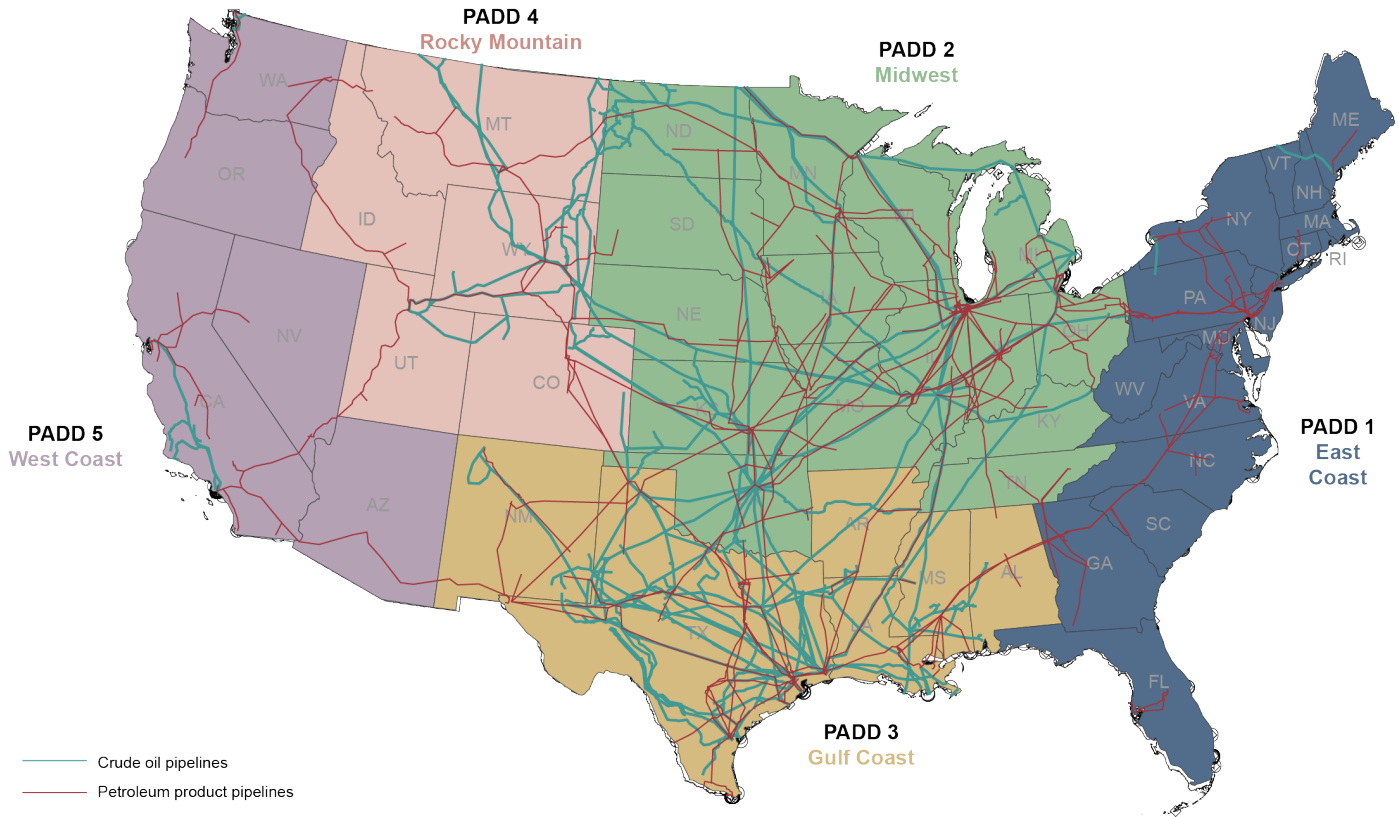 PADD 4
Rocky Mountain
PADD 2
Midwest
WA
MT
ND
MN
ME
VT
NH
OR
ID
SD
WI
NY
MA
CT
RI
WY
MI
IA
NE
PA
NJ
NV
UT
CO
IL
IN
OH
MD
WV
CA
KS
MO
KY
VA
PADD 5
West Coast
PADD 1
East
Coast
AZ
NM
AR
TN
NC
SC
MS
AL
GA
TX
LA
FL
PADD 3
Gulf Coast
Crude oil pipelines
Petroleum product pipelines